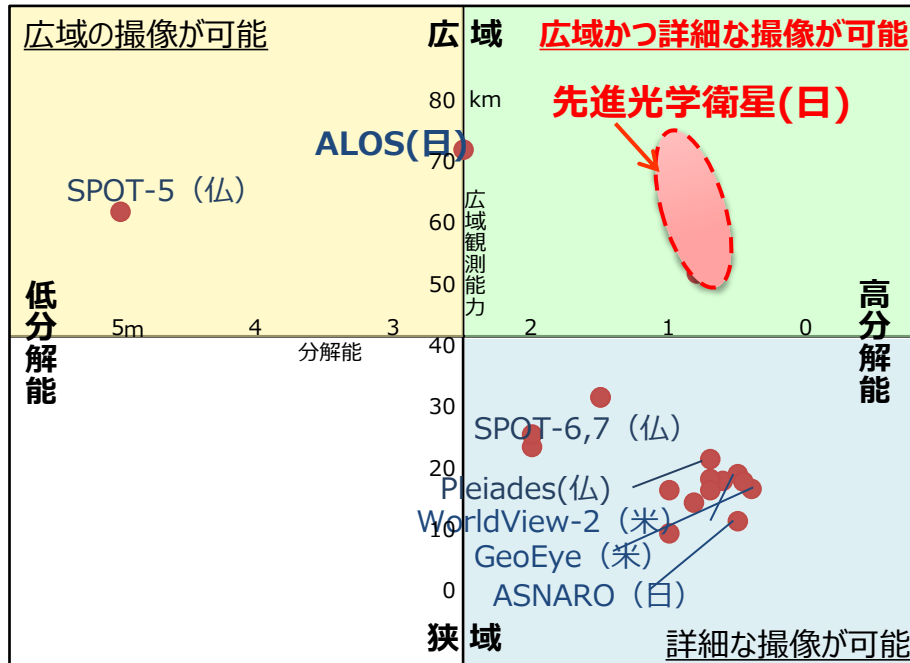 広域の撮像が可能
広 域
広域かつ詳細な撮像が可能
80
km
先進光学衛星(日)
ALOS(日)
70
SPOT-5（仏）
60
広域観測能力
50
低分解能
高分解能
5m
4
3
2
1
0
分解能
40
30
SPOT-6,7（仏）
20
Pleiades(仏)
WorldView-2（米）
10
GeoEye（米）
0
ASNARO（日）
狭 域
詳細な撮像が可能